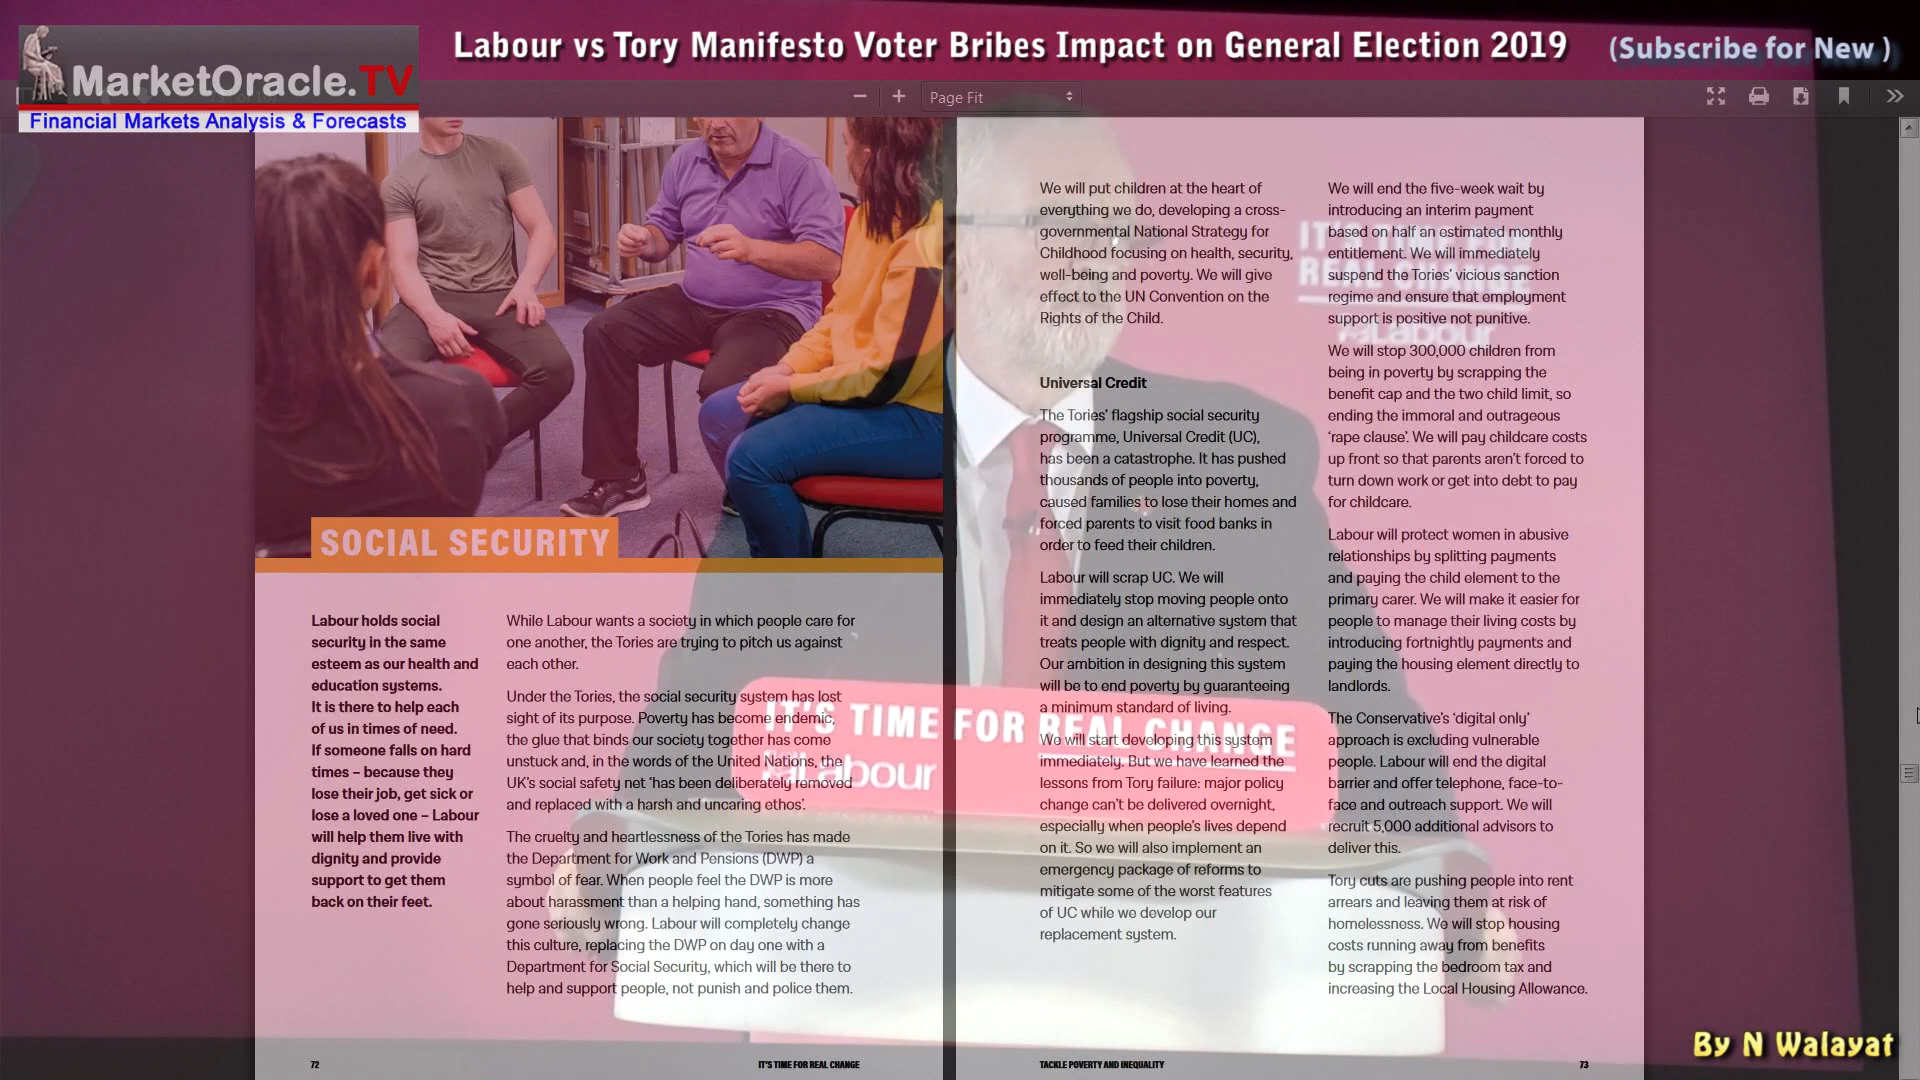 Labour vs Tory Manifesto Voter Bribes Impact on General Election 2019
(Subscribe for New )
MarketOracle.TV
Financial Markets Analysis & Forecasts
Page Fit
SOCIAL SECURITY
Labour holds social
security in the same
esteem as our health and
education systems.
It is there to help each
of us in times of need.
If someone falls on hard
times – because they
lose their job, get sick or
lose a loved one – Labour
will help them live with
dignity and provide
support to get them
back on their feet.
While Labour wants a society in which people care for
one another, the Tories are trying to pitch us against
each other.
Under the Tories, the social security system has lost
sight of its purpose. Poverty has become endemic,
the glue that binds our society together has come
unstuck and, in the words of the United Nations, the
UK's social safety net 'has been deliberately removed
and replaced with a harsh and uncaring ethos'.
The cruelty and heartlessness of the Tories has made
the Department for Work and Pensions (DWP) a
symbol of fear. When people feel the DWP is more
about harassment than a helping hand, something has
gone seriously wrong. Labour will completely change
this culture, replacing the DWP on day one with a
Department for Social Security, which will be there to
help and support people, not punish and police them.
72
IT'S TIME FOR REAL CHANGE
We will put children at the heart of
everything we do, developing a cross-
governmental National Strategy for
Childhood focusing on health, security,
well-being and poverty. We will give
effect to the UN Convention on the
Rights of the Child.
Universal Credit
The Tories' flagship social security
programme, Universal Credit (UC),
has been a catastrophe. It has pushed
thousands of people into poverty,
caused families to lose their homes and
forced parents to visit food banks in
order to feed their children.
Labour will scrap UC. We will
immediately stop moving people onto
it and design an alternative system that
treats people with dignity and respect.
Our ambition in designing this system
will be to end poverty by guaranteeing
a minimum standard of living.
We will start developing this system
immediately. But we have learned the
lessons from Tory failure: major policy
change can't be delivered overnight,
especially when people's lives depend
on it. So we will also implement an
emergency package of reforms to
mitigate some of the worst features
of UC while we develop our
replacement system.
We will end the five-week wait by
introducing an interim payment
based on half an estimated monthly
entitlement. We will immediately
suspend the Tories' vicious sanction
regime and ensure that employment
support is positive not punitive.
We will stop 300,000 children from
being in poverty by scrapping the
benefit cap and the two child limit, so
ending the immoral and outrageous
'rape clause'. We will pay childcare costs
up front so that parents aren't forced to
turn down work or get into debt to pay
for childcare.
Labour will protect women in abusive
relationships by splitting payments
and paying the child element to the
primary carer. We will make it easier for
people to manage their living costs by
introducing fortnightly payments and
paying the housing element directly to
landlords.
The Conservative's 'digital only'
approach is excluding vulnerable
people. Labour will end the digital
barrier and offer telephone, face-to-
face and outreach support. We will
recruit 5,000 additional advisors to
deliver this.
Tory cuts are pushing people into rent
arrears and leaving them at risk of
homelessness. We will stop housing
costs running away from benefits
by scrapping the bedroom tax and
increasing the Local Housing Allowance.
TACKLE POVERTY AND INEQUALITY
73
IT'S TIME FOR
REAL CHANGE
Labour
IT'S TIME FOR REAL CHANGE
Labour
By N Walayat